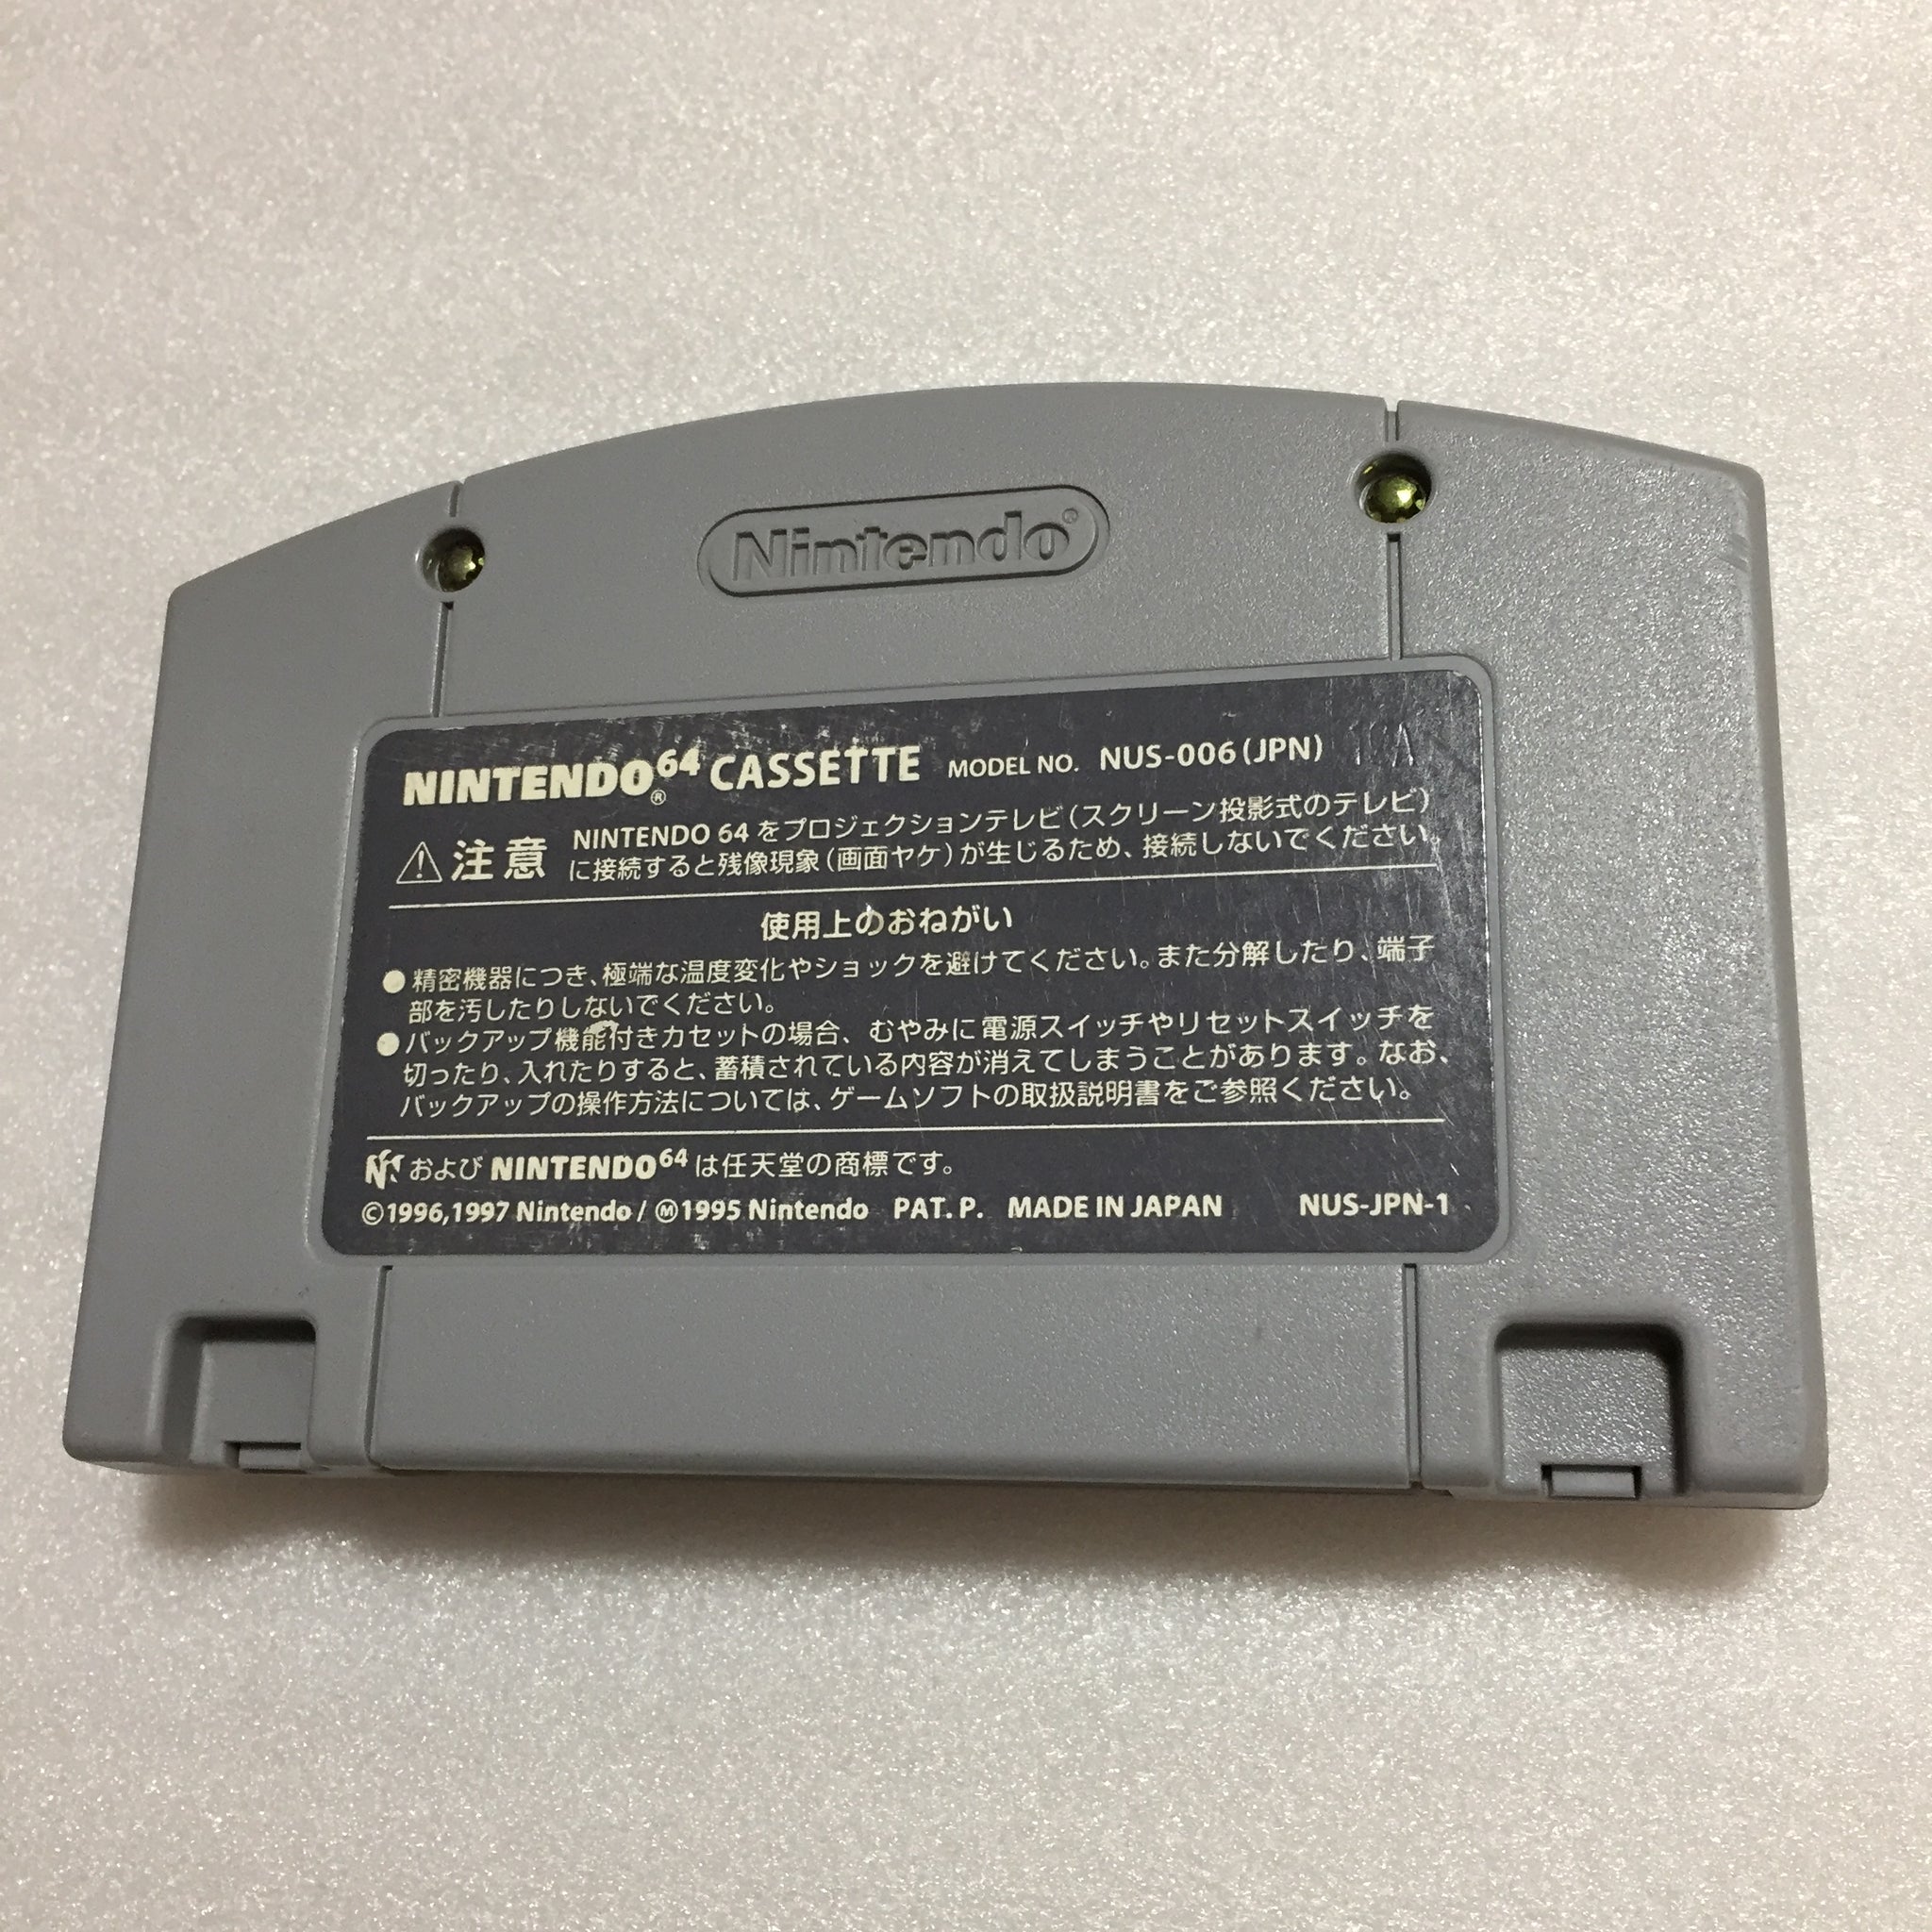 Nintendo®
NINTENDO64® CASSETTE MODEL NO. NUS-006(JPN)
⚠注意 NINTENDO 64 をプロジェクションテレビ(スクリーン投影式のテレビ)
に接続すると残像現象(画面ヤケ)が生じるため、接続しないでください。
使用上のおねがい
●精密機器につき、極端な温度変化やショックを避けてください。また分解したり、端子
部を汚したりしないでください。
●バックアップ機能付きカセットの場合、むやみに電源スイッチやリセットスイッチを
切ったり、入れたりすると、蓄積されている内容が消えてしまうことがあります。なお、
バックアップの操作方法については、ゲームソフトの取扱説明書をご参照ください。
および NINTENDO64 は任天堂の商標です。
©1996,1997 Nintendo / Ⓜ1995 Nintendo PAT. P. MADE IN JAPAN NUS-JPN-1